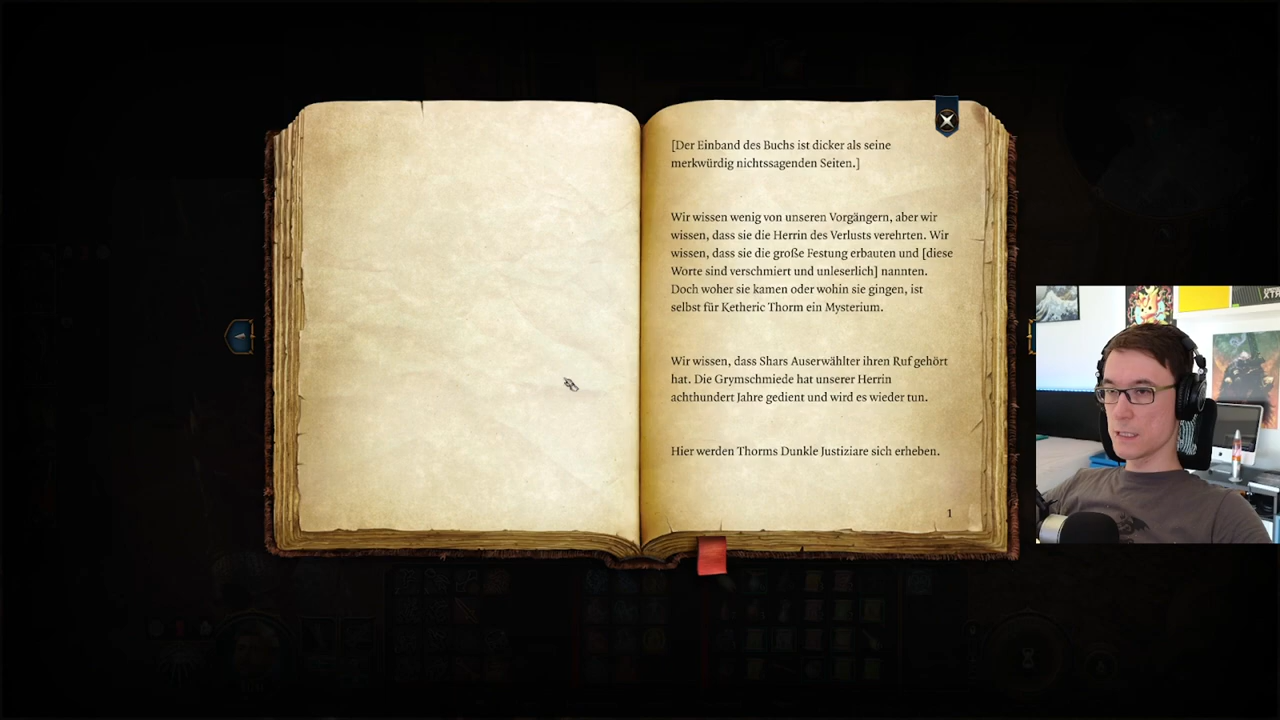 [Der Einband des Buchs ist dicker als seine
merkwürdig nichtssagenden Seiten.]
Wir wissen wenig von unseren Vorgängern, aber wir
wissen, dass sie die Herrin des Verlusts verehrten. Wir
wissen, dass sie die große Festung erbauten und [diese
Worte sind verschmiert und unleserlich] nannten.
Doch woher sie kamen oder wohin sie gingen, ist
selbst für Ketheric Thorm ein Mysterium.
Wir wissen, dass Shars Auserwählter ihren Ruf gehört
hat. Die Grymschmiede hat unserer Herrin
achthundert Jahre gedient und wird es wieder tun.
Hier werden Thorms Dunkle Justiziare sich erheben.
1